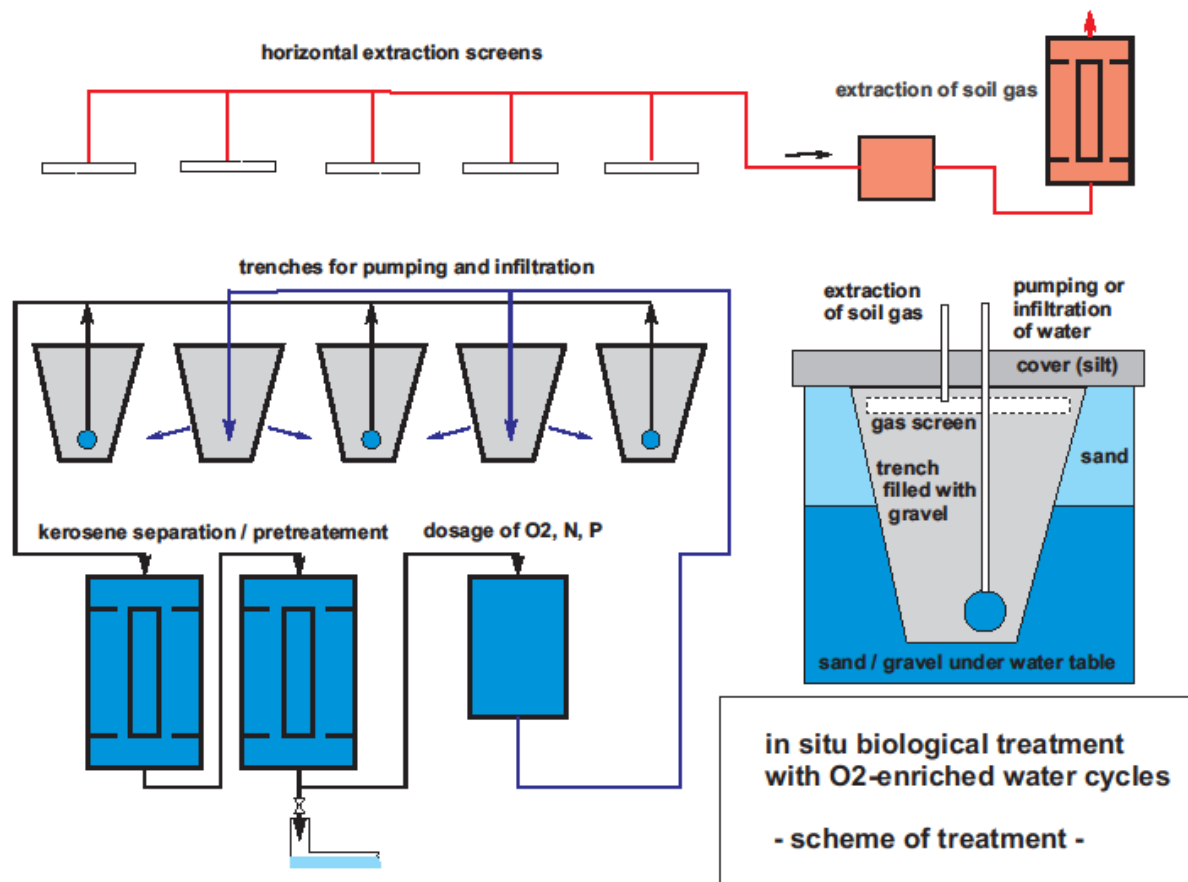 horizontal extraction screens
extraction of soil gas
trenches for pumping and infiltration
extraction
of soil gas
pumping or
infiltration
of water
cover (silt)
gas screen
sand
trench
filled with
gravel
sand / gravel under water table
kerosene separation / pretreatement
dosage of O2, N, P
in situ biological treatment
with O2-enriched water cycles
- scheme of treatment -